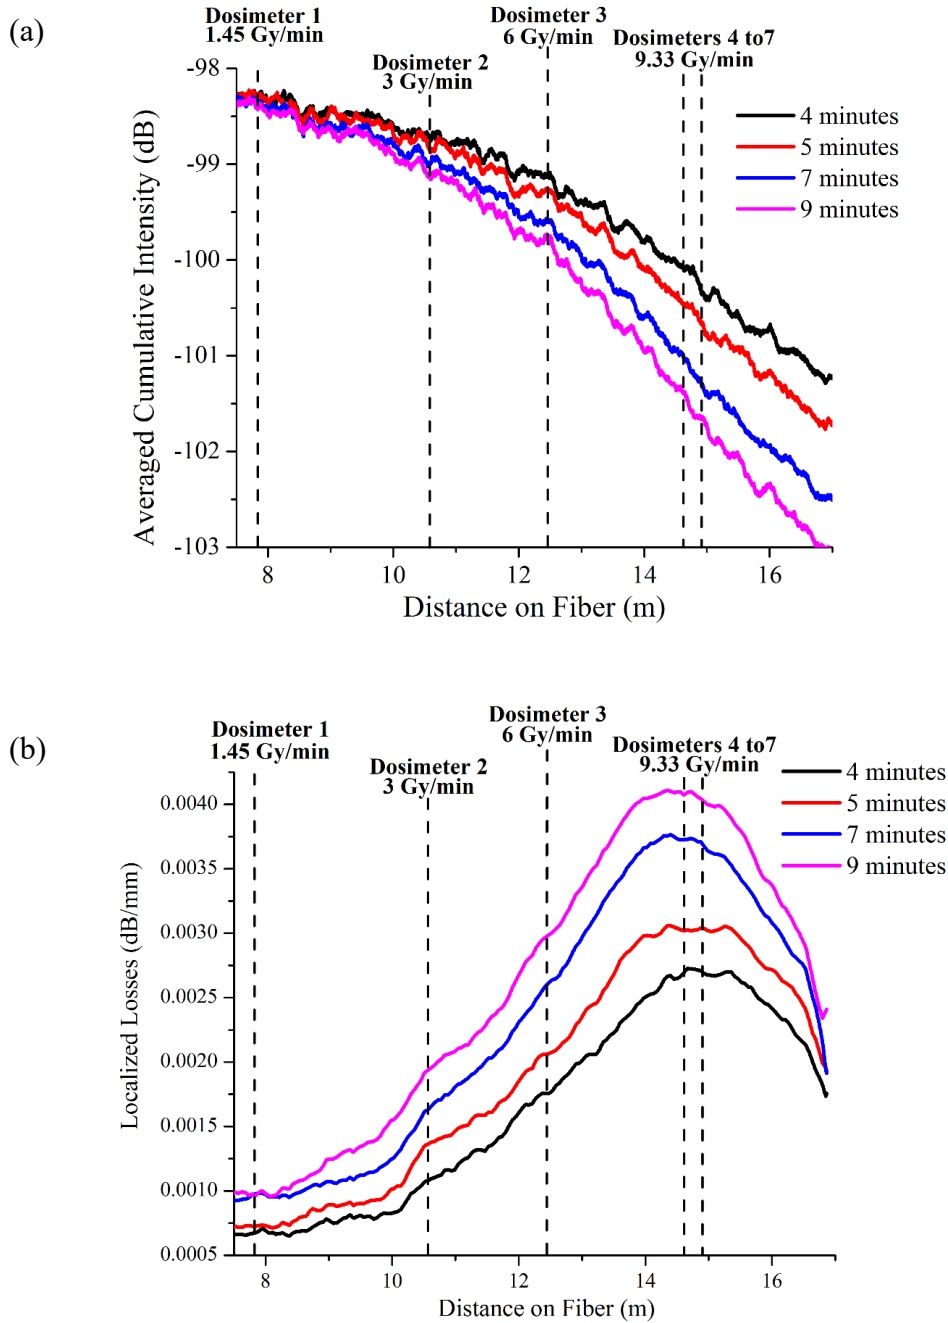 (a)
Dosimeter 1
1.45 Gy/min
Dosimeter 2
3 Gy/min
Dosimeter 3
6 Gy/min
Dosimeters 4 to7
9.33 Gy/min
4 minutes
5 minutes
7 minutes
9 minutes
Averaged Cumulative Intensity (dB)
-98
-99
-100
-101
-102
-103
8
10
12
14
16
Distance on Fiber (m)
(b)
Dosimeter 1
1.45 Gy/min
Dosimeter 2
3 Gy/min
Dosimeter 3
6 Gy/min
Dosimeters 4 to7
9.33 Gy/min
4 minutes
5 minutes
7 minutes
9 minutes
Localized Losses (dB/mm)
0.0040
0.0035
0.0030
0.0025
0.0020
0.0015
0.0010
0.0005
8
10
12
14
16
Distance on Fiber (m)